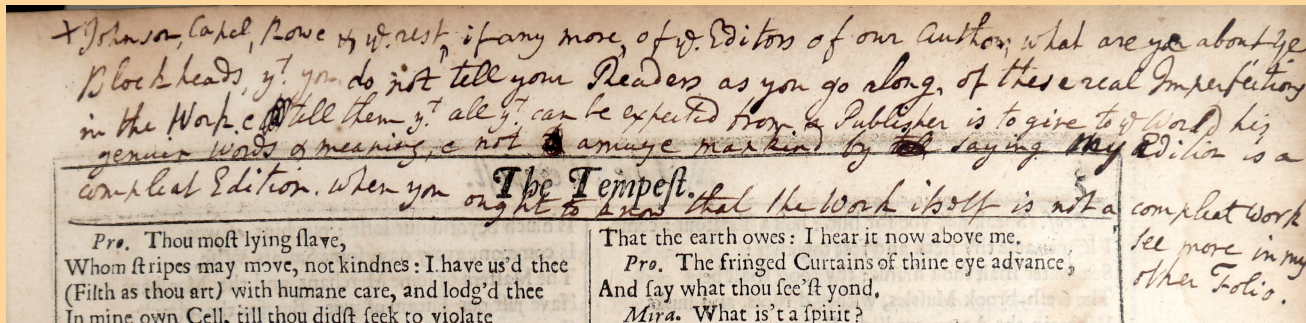 + Johnson, Capel, Rowe & yͤ. rest, if any more, of yͤ. Editors of our Author, what are you about ye
Blockheads, yᵗ. you do not tell your Readers as you go along, of these real Imperfections
in the Work. & tell them yᵗ. all yᵗ. can be expected from a Publisher is to give to yͤ World his
genuin words & meaning, & not amuse mankind by saying My Edition is a
compleat Edition. when you ought to know that the Work itself is not a compleat Work
see more in my
other Folio.
The Tempeſt.
Pro. Thou moſt lying ſlave,
Whom ſtripes may move, not kindnes : I have us'd thee
(Filth as thou art) with humane care, and lodg'd thee
In mine own Cell, till thou didſt ſeek to violate
That the earth owes : I hear it now above me.
Pro. The fringed Curtains of thine eye advance,
And ſay what thou ſee'ſt yond.
Mira. What is't a ſpirit ?